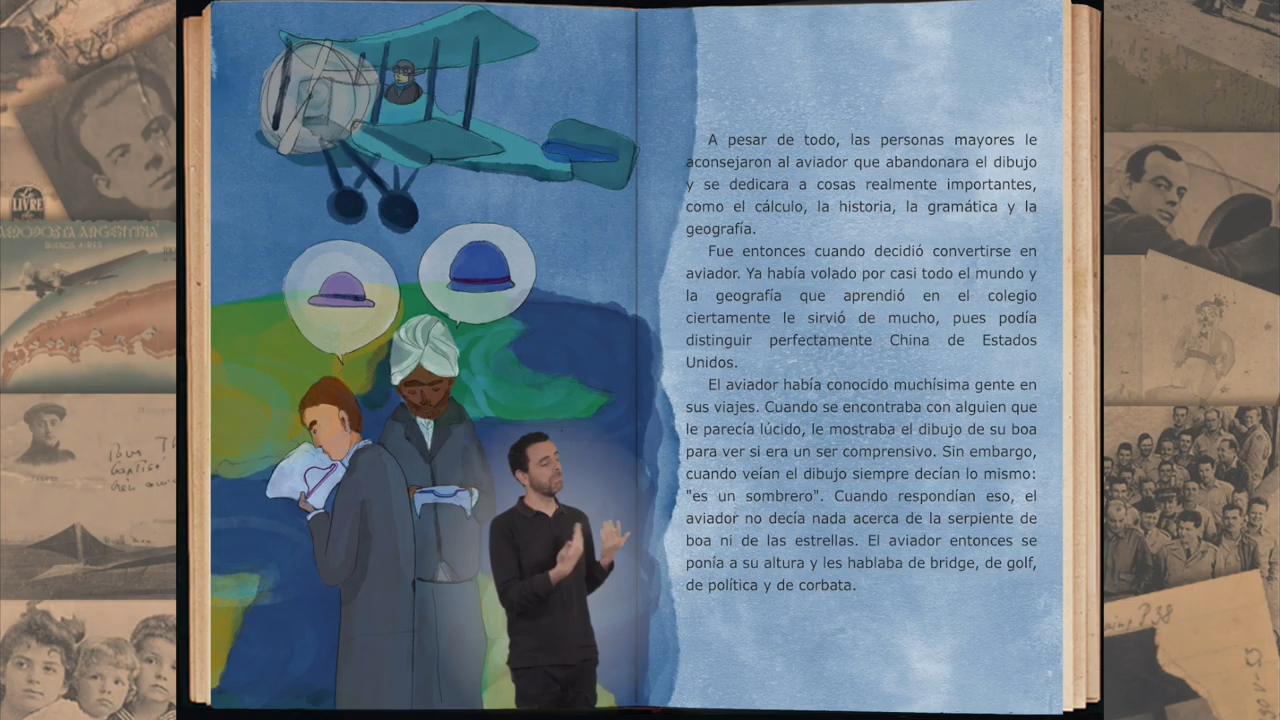 A pesar de todo, las personas mayores le
aconsejaron al aviador que abandonara el dibujo
y se dedicara a cosas realmente importantes,
como el cálculo, la historia, la gramática y la
geografía.
Fue entonces cuando decidió convertirse en
aviador. Ya había volado por casi todo el mundo y
la geografía que aprendió en el colegio
ciertamente le sirvió de mucho, pues podía
distinguir perfectamente China de Estados
Unidos.
El aviador había conocido muchísima gente en
sus viajes. Cuando se encontraba con alguien que
le parecía lúcido, le mostraba el dibujo de su boa
para ver si era un ser comprensivo. Sin embargo,
cuando veían el dibujo siempre decían lo mismo:
"es un sombrero". Cuando respondían eso, el
aviador no decía nada acerca de la serpiente de
boa ni de las estrellas. El aviador entonces se
ponía a su altura y les hablaba de bridge, de golf,
de política y de corbata.
LIVRE
AEROPOSTA ARGENTINA
BUENOS AIRES
P38